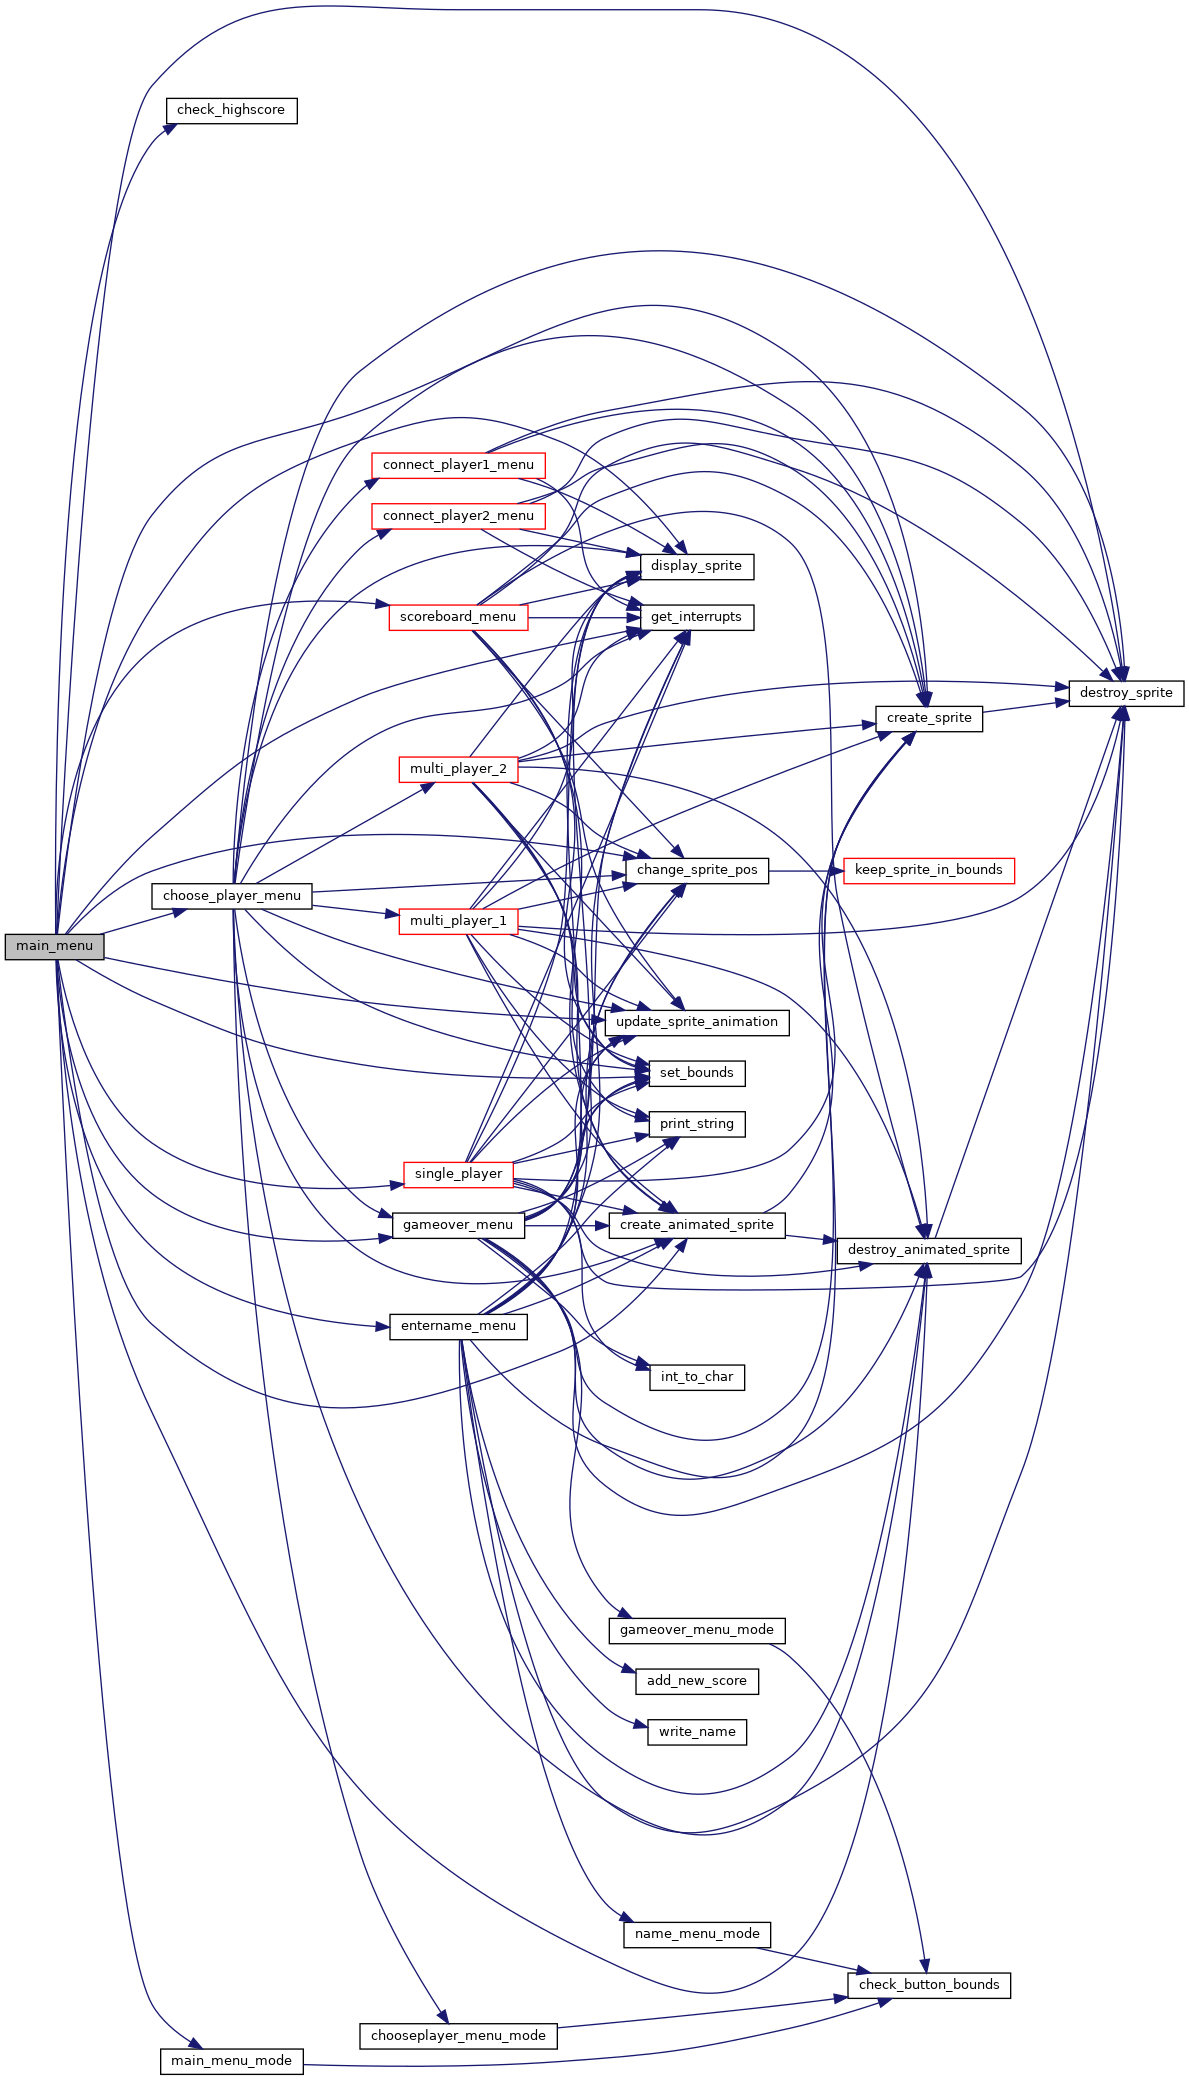 check_highscore
connect_player1_menu
connect_player2_menu
display_sprite
scoreboard_menu
get_interrupts
destroy_sprite
create_sprite
multi_player_2
change_sprite_pos
keep_sprite_in_bounds
choose_player_menu
multi_player_1
main_menu
update_sprite_animation
set_bounds
print_string
single_player
gameover_menu
create_animated_sprite
destroy_animated_sprite
entername_menu
int_to_char
gameover_menu_mode
add_new_score
write_name
name_menu_mode
check_button_bounds
chooseplayer_menu_mode
main_menu_mode